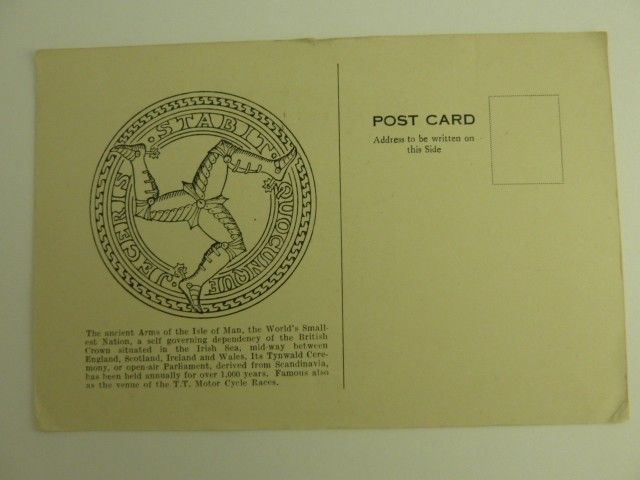 STABIT
QUOCUNQUE
JECERIS
The ancient Arms of the Isle of Man, the World's Small-
est Nation, a self governing dependency of the British
Crown situated in the Irish Sea, mid-way between
England, Scotland, Ireland and Wales. Its Tynwald Cere-
mony, or open-air Parliament, derived from Scandinavia,
has been held annually for over 1,000 years. Famous also
as the venue of the T.T. Motor Cycle Races.
POST CARD
Address to be written on
this Side